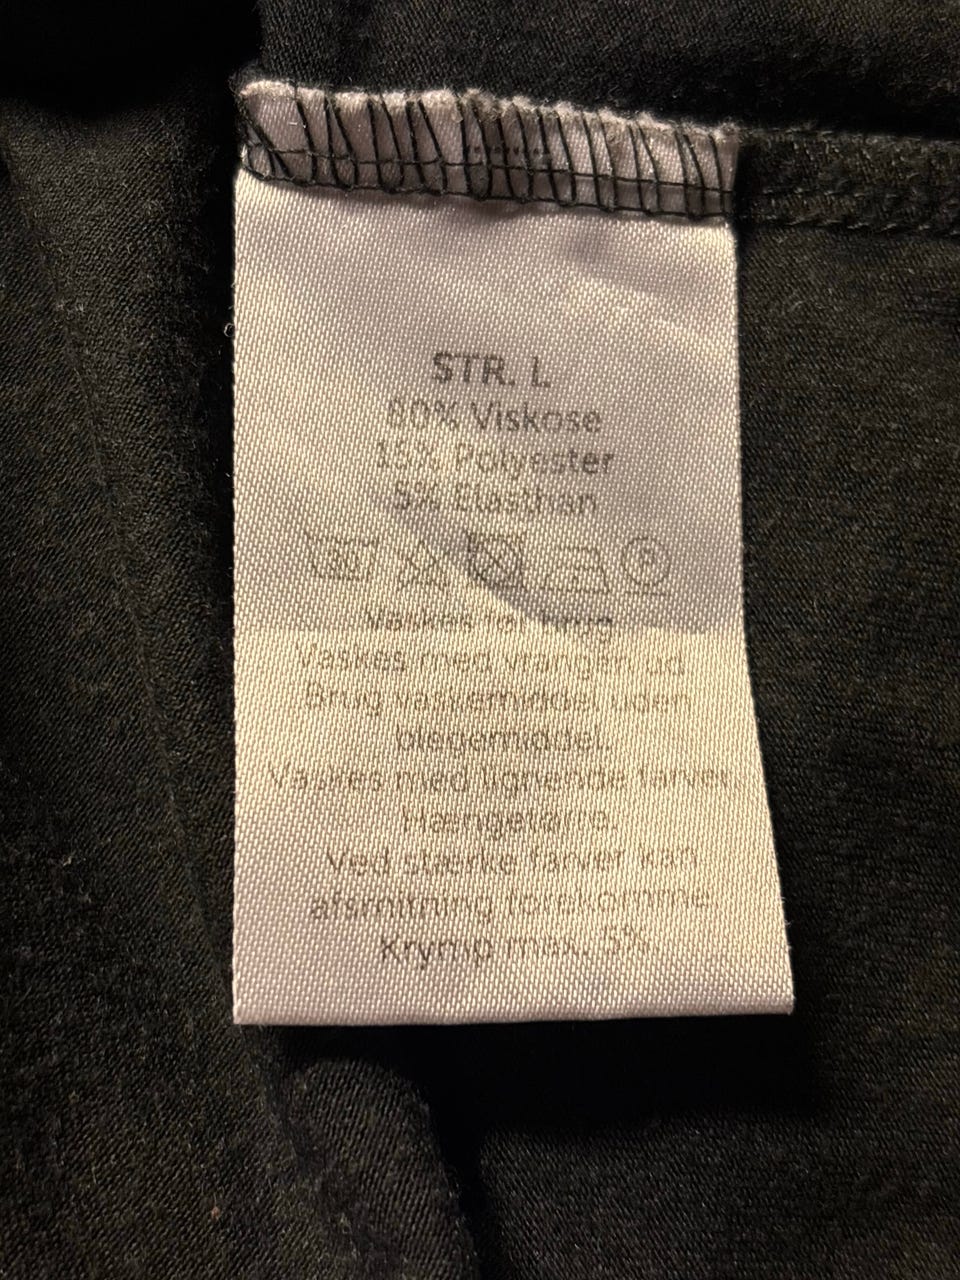 STR. L
80% Viskose
15% Polyester
5% Elasthan
Vaskes før brug
Vaskes med vrangen ud
Brug vaskemiddel uden
blegemiddel.
Vaskes med lignende farver
Hængetørre.
Ved stærke farver kan
afsmitning forekomme
Krymp max. 5%